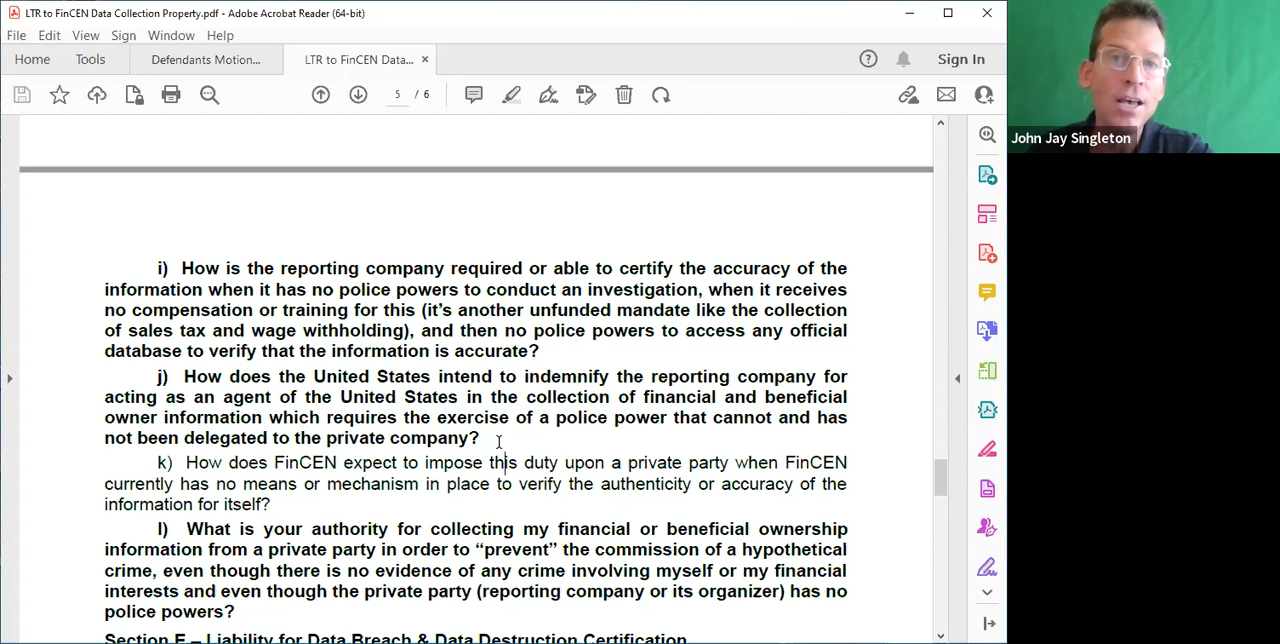 LTR to FinCEN Data Collection Property.pdf - Adobe Acrobat Reader (64-bit)
File Edit View Sign Window Help
Home Tools Defendants Motion... LTR to FinCEN Data... × Sign In
5 / 6
John Jay Singleton
i) How is the reporting company required or able to certify the accuracy of the
information when it has no police powers to conduct an investigation, when it receives
no compensation or training for this (it’s another unfunded mandate like the collection
of sales tax and wage withholding), and then no police powers to access any official
database to verify that the information is accurate?
j) How does the United States intend to indemnify the reporting company for
acting as an agent of the United States in the collection of financial and beneficial
owner information which requires the exercise of a police power that cannot and has
not been delegated to the private company?
k) How does FinCEN expect to impose this duty upon a private party when FinCEN
currently has no means or mechanism in place to verify the authenticity or accuracy of the
information for itself?
l) What is your authority for collecting my financial or beneficial ownership
information from a private party in order to “prevent” the commission of a hypothetical
crime, even though there is no evidence of any crime involving myself or my financial
interests and even though the private party (reporting company or its organizer) has no
police powers?
Section E – Liability for Data Breach & Data Destruction Certification